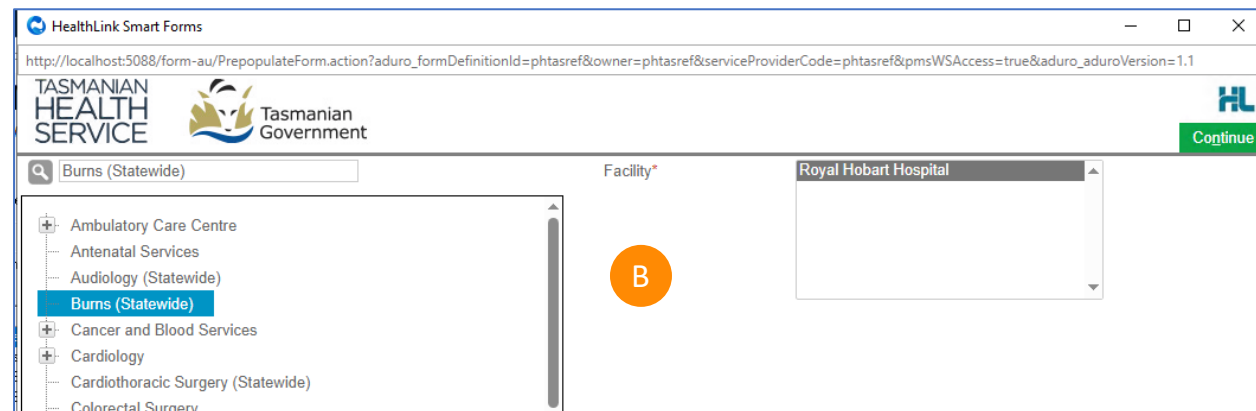 HealthLink Smart Forms
http://localhost:5088/form-au/PrepopulateForm.action?aduro_formDefinitionId=phtasref&owner=phtasref&serviceProviderCode=phtasref&pmsWSAccess=true&aduro_aduroVersion=1.1
TASMANIAN
HEALTH
SERVICE
Tasmanian
Government
HL
Continue
Burns (Statewide)
Facility*
Royal Hobart Hospital
Ambulatory Care Centre
Antenatal Services
Audiology (Statewide)
B
Burns (Statewide)
Cancer and Blood Services
Cardiology
Cardiothoracic Surgery (Statewide)
Colorectal Surgery